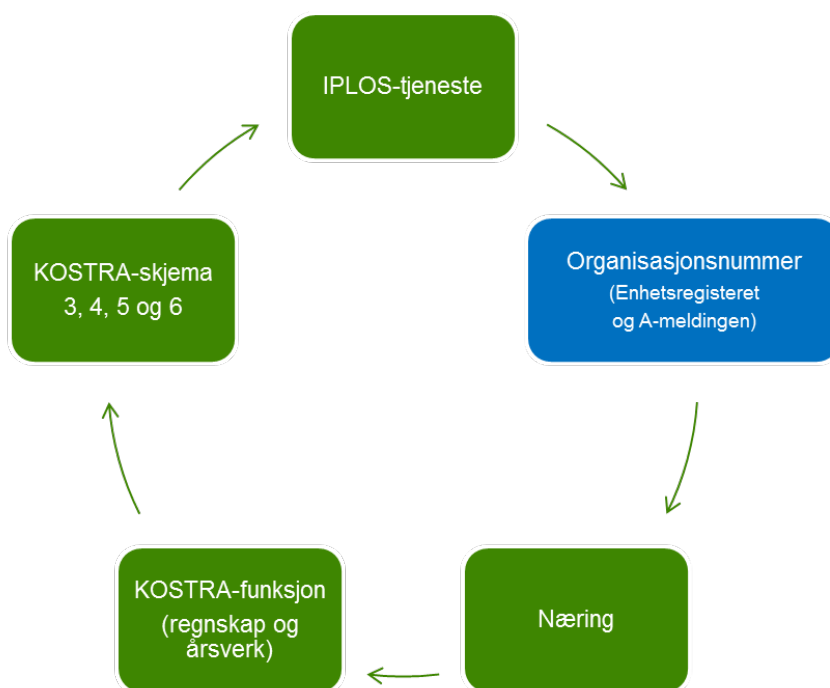 IPLOS-tjeneste
Organisasjonsnummer
(Enhetsregisteret
og A-meldingen)
Næring
KOSTRA-funksjon
(regnskap og
årsverk)
KOSTRA-skjema
3, 4, 5 og 6